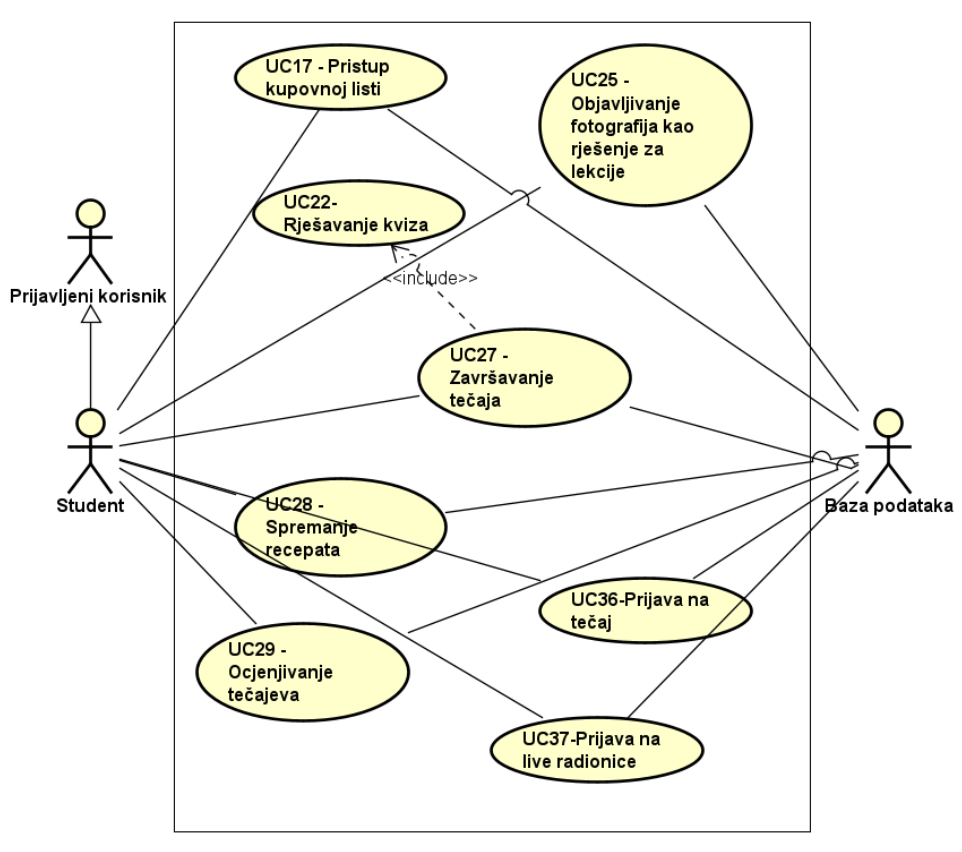 UC17 - Pristup
kupovnoj listi
UC25 -
Objavljivanje
fotografija kao
rješenje za
lekcije
UC22-
Rješavanje kviza
<<include>>
Prijavljeni korisnik
UC27 -
Završavanje
tečaja
Student
Baza podataka
UC28 -
Spremanje
recepata
UC36-Prijava na
tečaj
UC29 -
Ocjenjivanje
tečajeva
UC37-Prijava na
live radionice